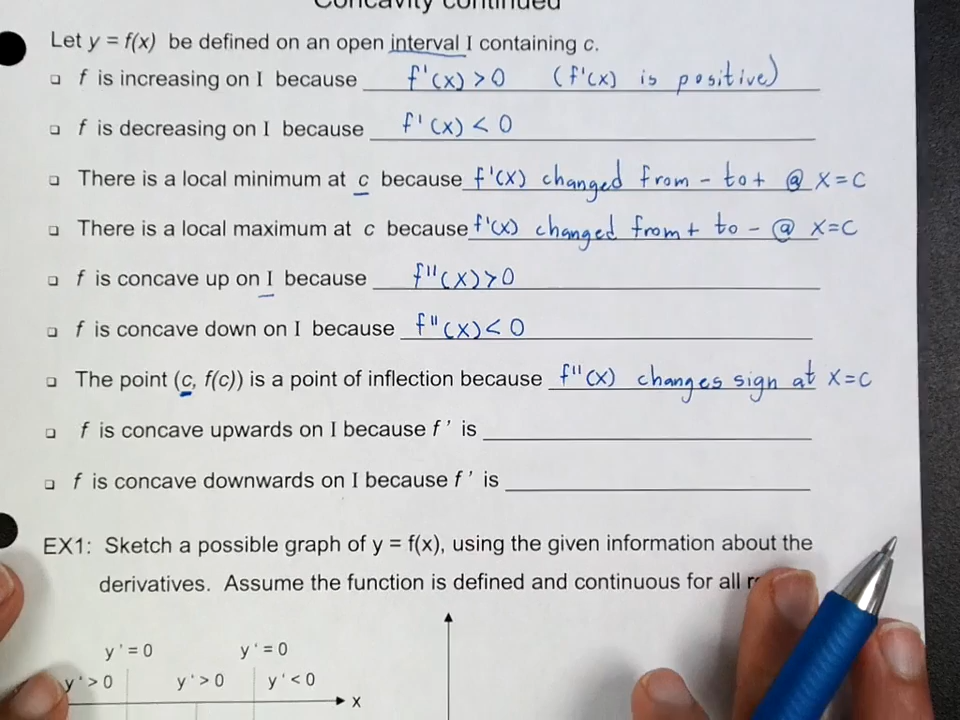 Concavity continued
Let y = f(x) be defined on an open interval I containing c.
❑ f is increasing on I because f'(x) > 0 (f'(x) is positive)
❑ f is decreasing on I because f'(x) < 0
❑ There is a local minimum at c because f'(x) changed from - to + @ x=c
❑ There is a local maximum at c because f'(x) changed from + to - @ x=c
❑ f is concave up on I because f"(x) > 0
❑ f is concave down on I because f"(x) < 0
❑ The point (c, f(c)) is a point of inflection because f"(x) changes sign at x=c
❑ f is concave upwards on I because f ' is
❑ f is concave downwards on I because f ' is
EX1: Sketch a possible graph of y = f(x), using the given information about the
derivatives. Assume the function is defined and continuous for all
y ' = 0 y ' = 0
y ' > 0 y ' > 0 y ' < 0
x